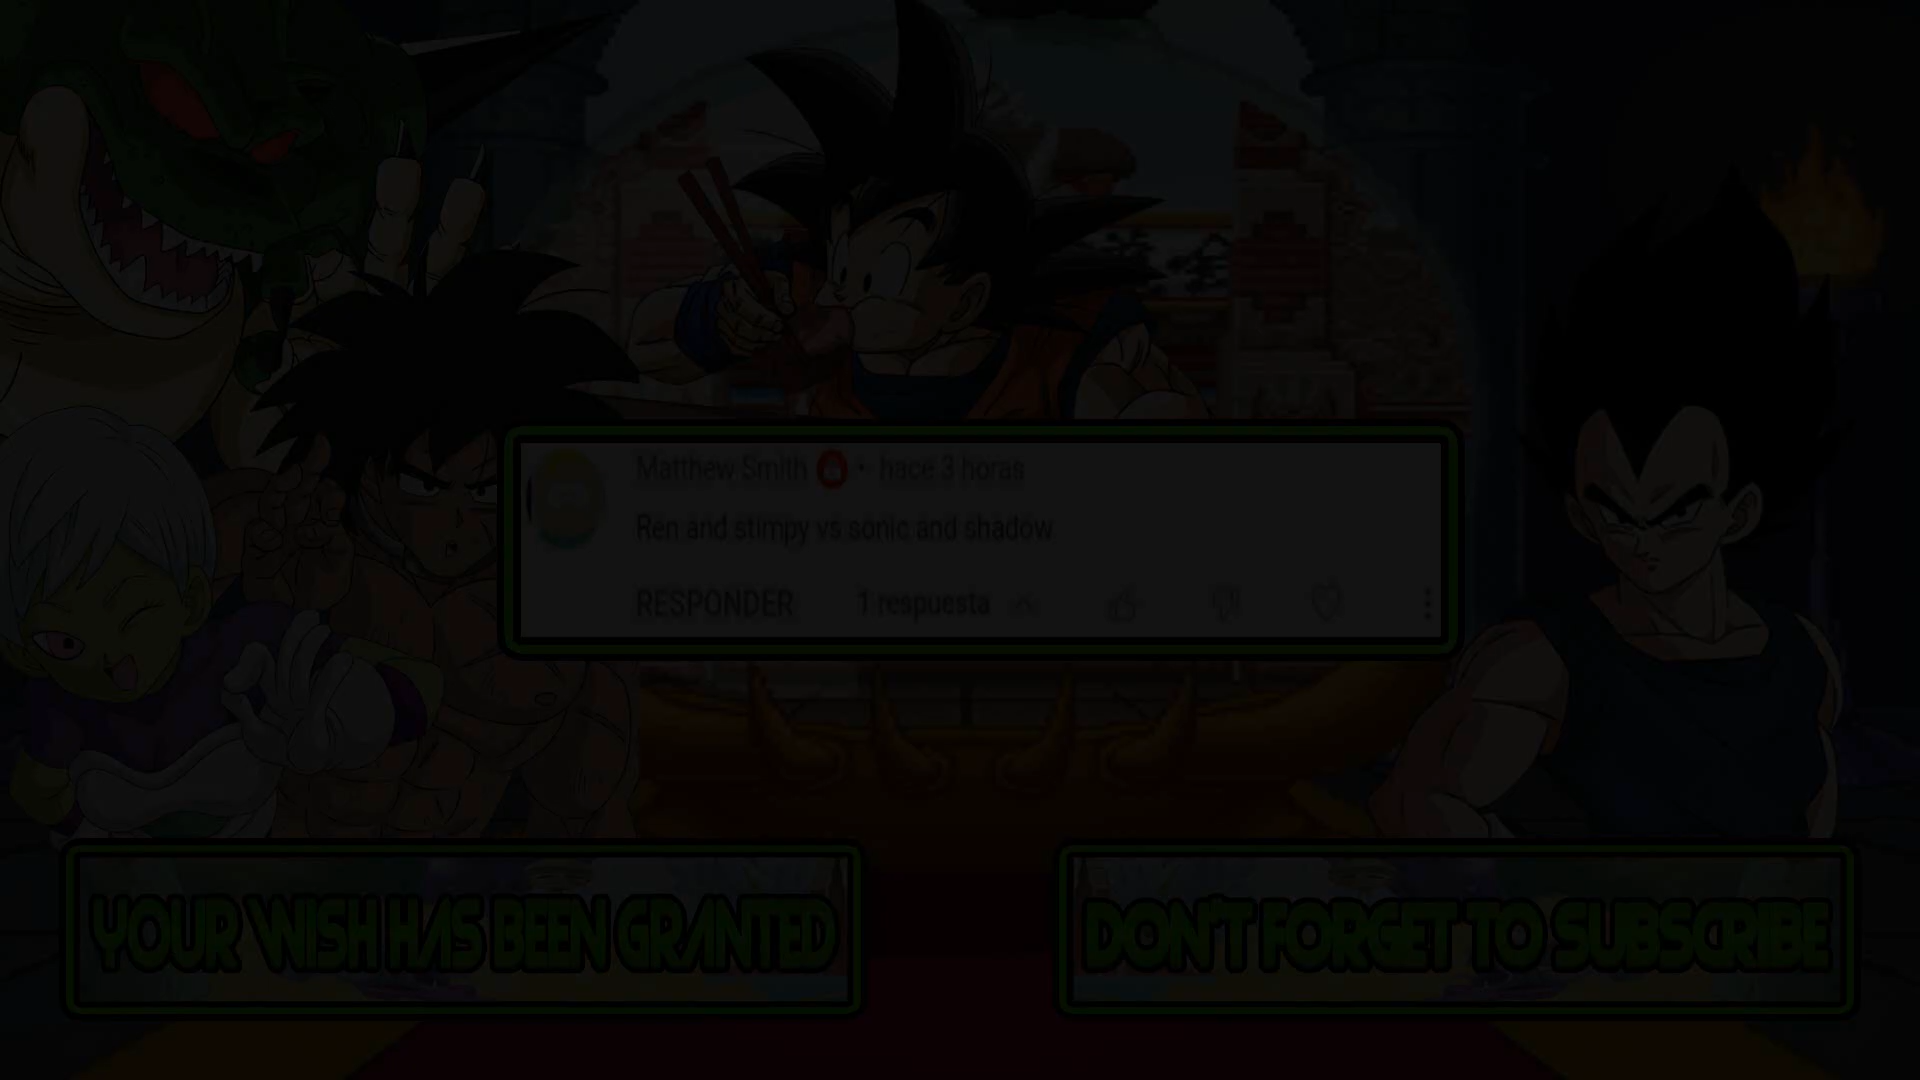 Matthew Smith • hace 3 horas
Ren and stimpy vs sonic and shadow
RESPONDER 1 respuesta
YOUR WISH HAS BEEN GRANTED
DON'T FORGET TO SUBSCRIBE